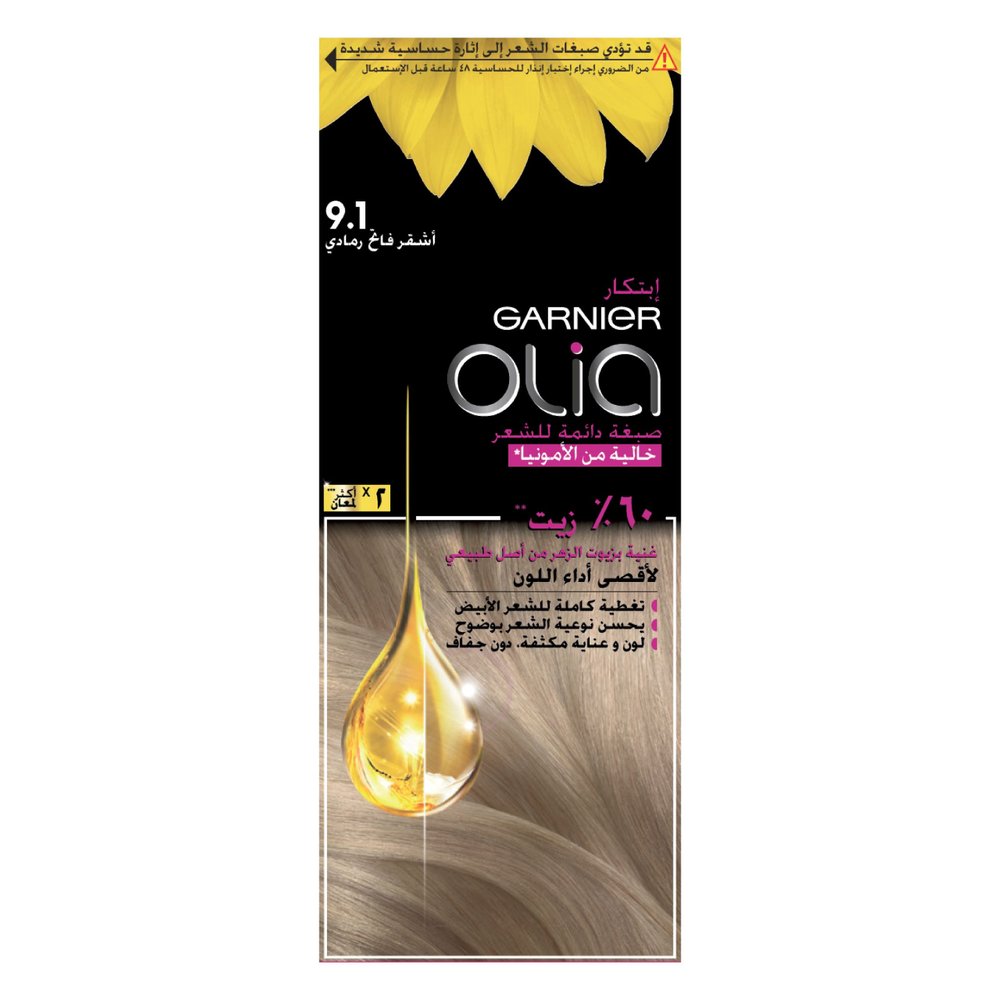 قد تؤدي صبغات الشعر إلى إثارة حساسية شديدة
من الضروري إجراء إختبار إنذار للحساسية ٤٨ ساعة قبل الإستعمال
9.1
أشقر فاتح رمادي
إبتكار
GARNIER
OLIA
صبغة دائمة للشعر
خالية من الأمونيا*
٢ x أكثر لمعان***
٦٠٪ زيت**
غنية بزيوت الزهر من أصل طبيعي
لأقصى أداء اللون
تغطية كاملة للشعر الأبيض
يحسن نوعية الشعر بوضوح
لون و عناية مكثفة، دون جفاف